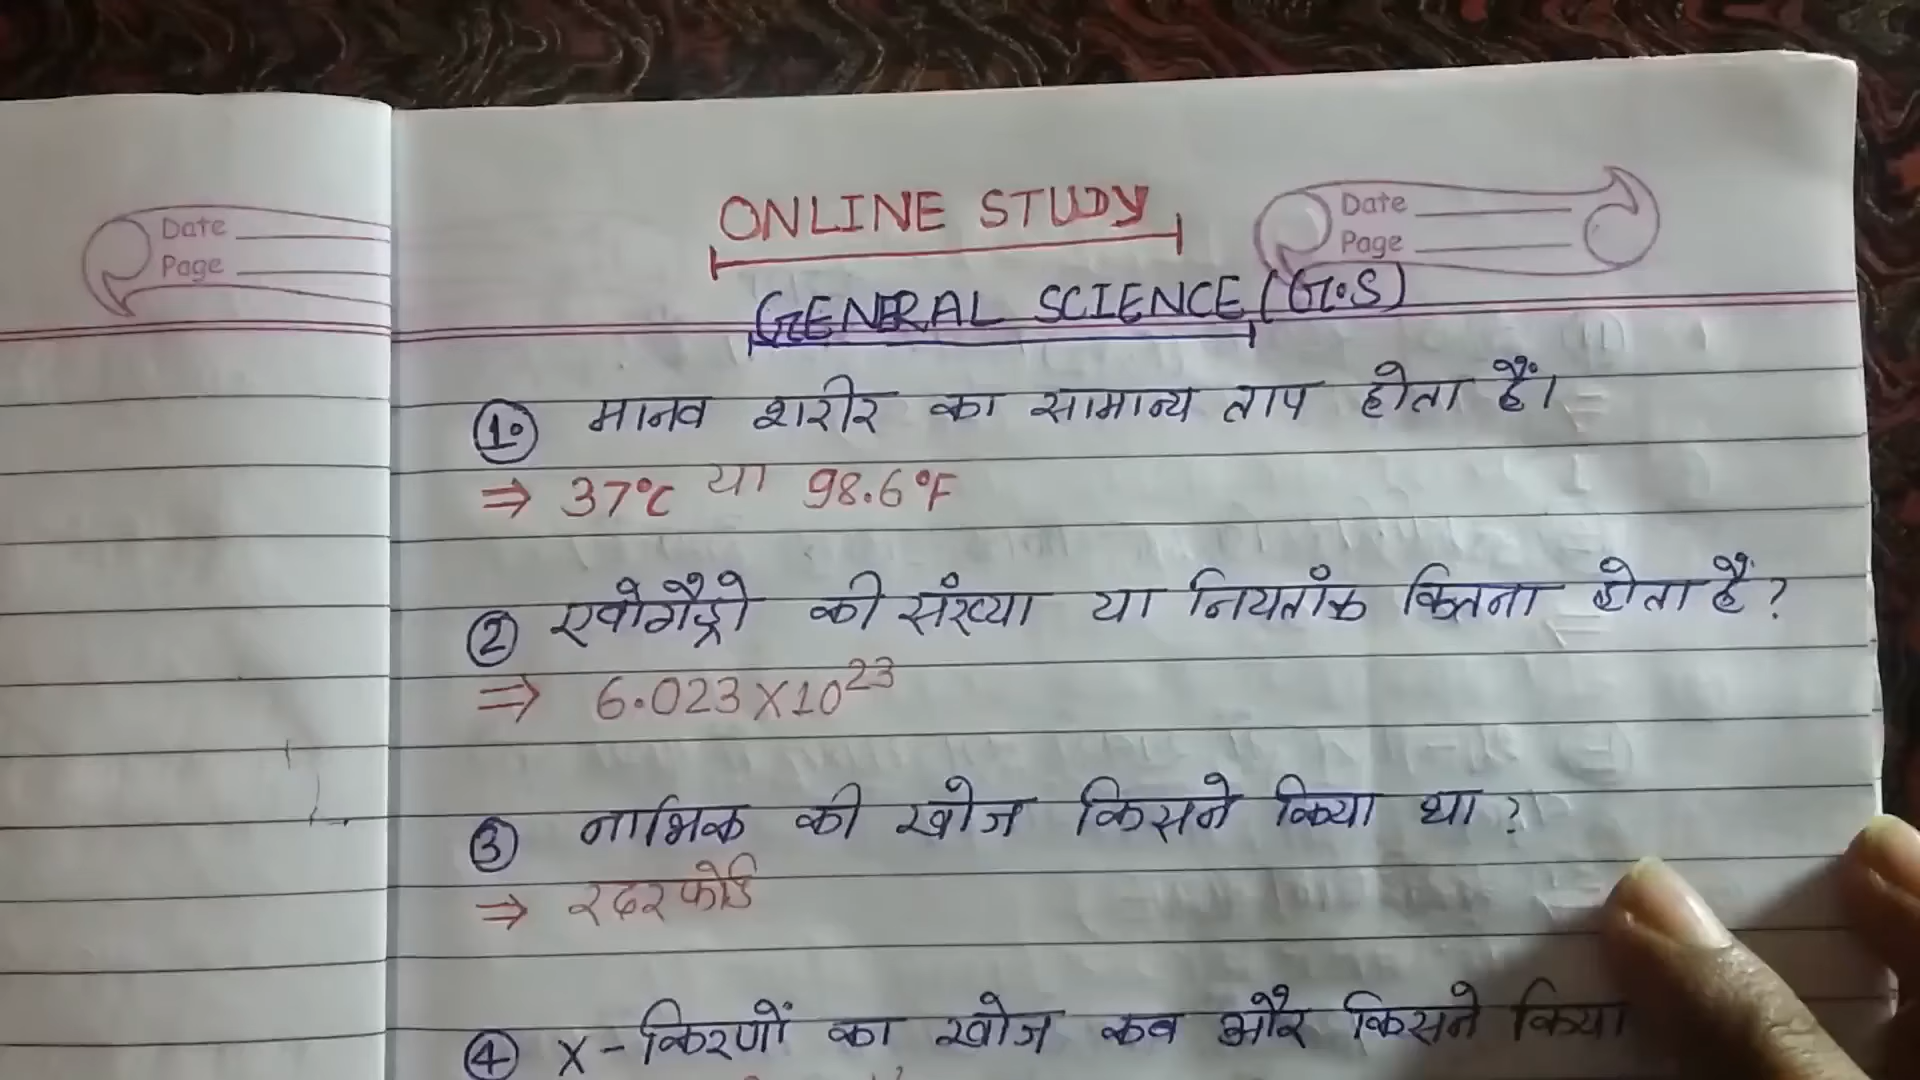 Date
Page
ONLINE STUDY
Date
Page
GENERAL SCIENCE (G.S)
1. मानव शरीर का सामान्य ताप होता हैं।
⇒ 37°C या 98.6°F
2 एवोगैड्रो की संख्या या नियतांक कितना होता हैं?
⇒ 6.023×10²³
3 नाभिक की खोज किसने किया था?
⇒ रदरफोर्ड
4 X-किरणों का खोज कब और किसने किया